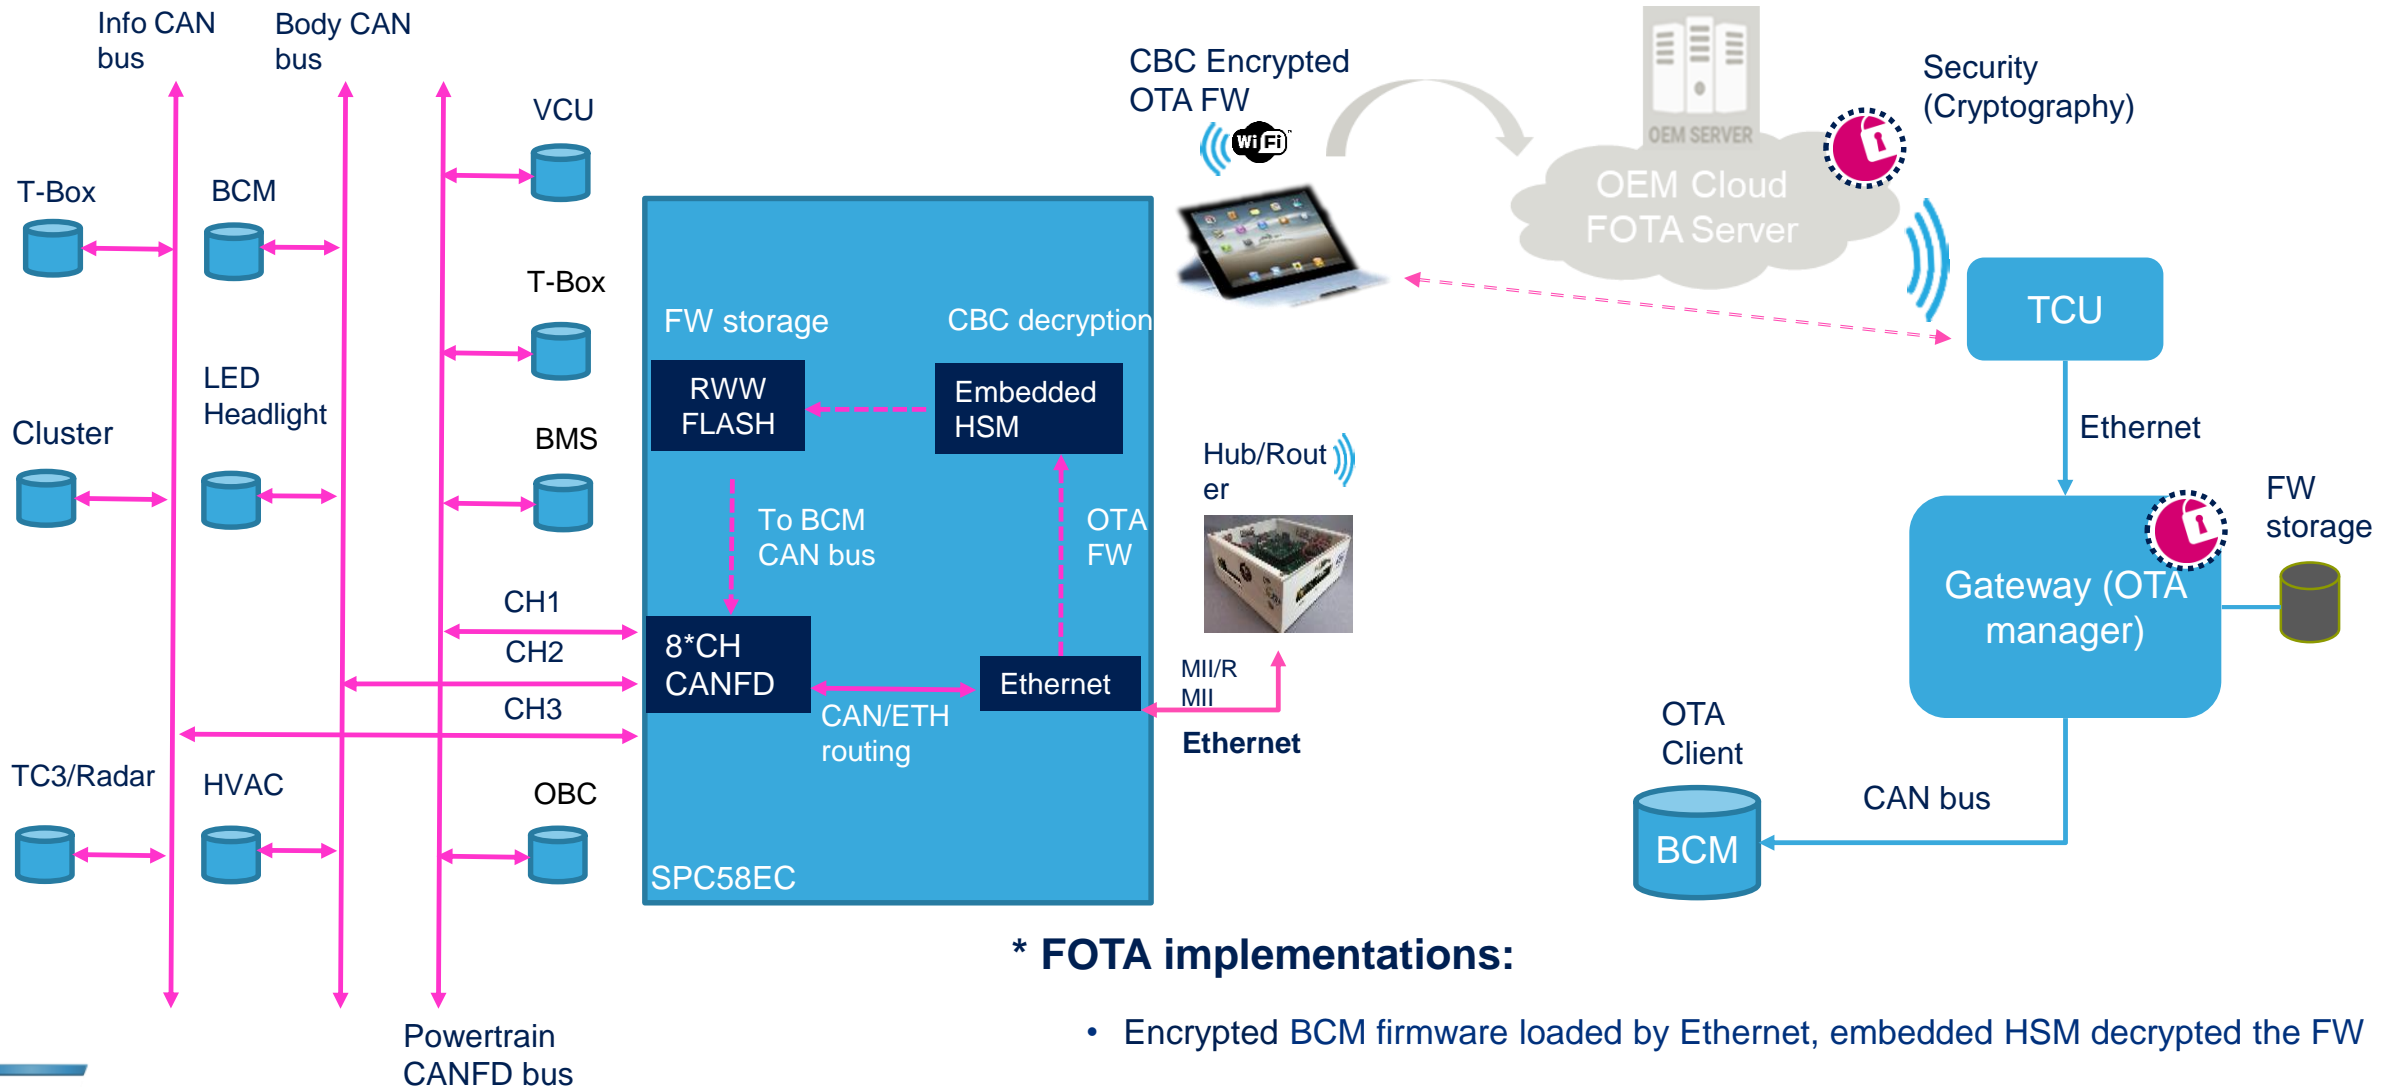 Info CAN
bus
Body CAN
bus
VCU
T-Box
BCM
T-Box
LED
Headlight
Cluster
BMS
CH1
CH2
CH3
TC3/Radar
HVAC
OBC
Powertrain
CANFD bus
FW storage
CBC decryption
RWW
FLASH
Embedded
HSM
To BCM
CAN bus
OTA
FW
8*CH
CANFD
Ethernet
CAN/ETH
routing
SPC58EC
CBC Encrypted
OTA FW
WiFi
Hub/Rout
er
MII/R
MII
Ethernet
OEM SERVER
OEM Cloud
FOTA Server
Security
(Cryptography)
TCU
Ethernet
FW
storage
Gateway (OTA
manager)
OTA
Client
CAN bus
BCM
* FOTA implementations:
• Encrypted BCM firmware loaded by Ethernet, embedded HSM decrypted the FW